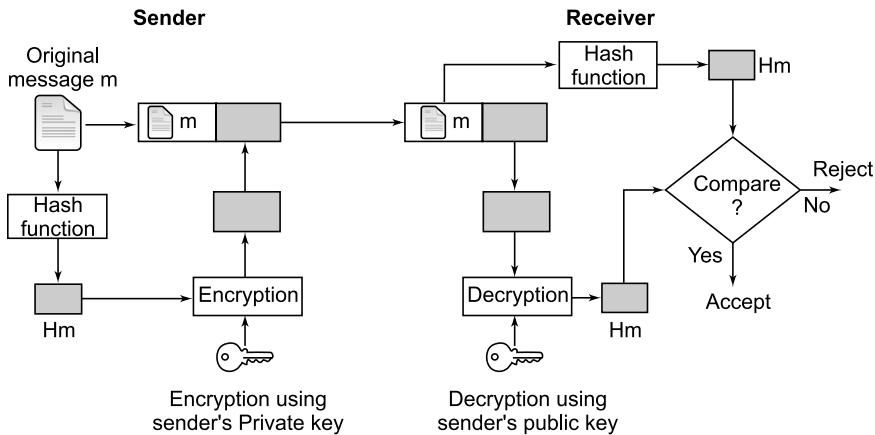 Sender
Receiver
Original
message m
Hash
function
Hm
m
m
Reject
Hash
function
Compare
?
No
Yes
Encryption
Decryption
Accept
Hm
Hm
Encryption using
sender's Private key
Decryption using
sender's public key